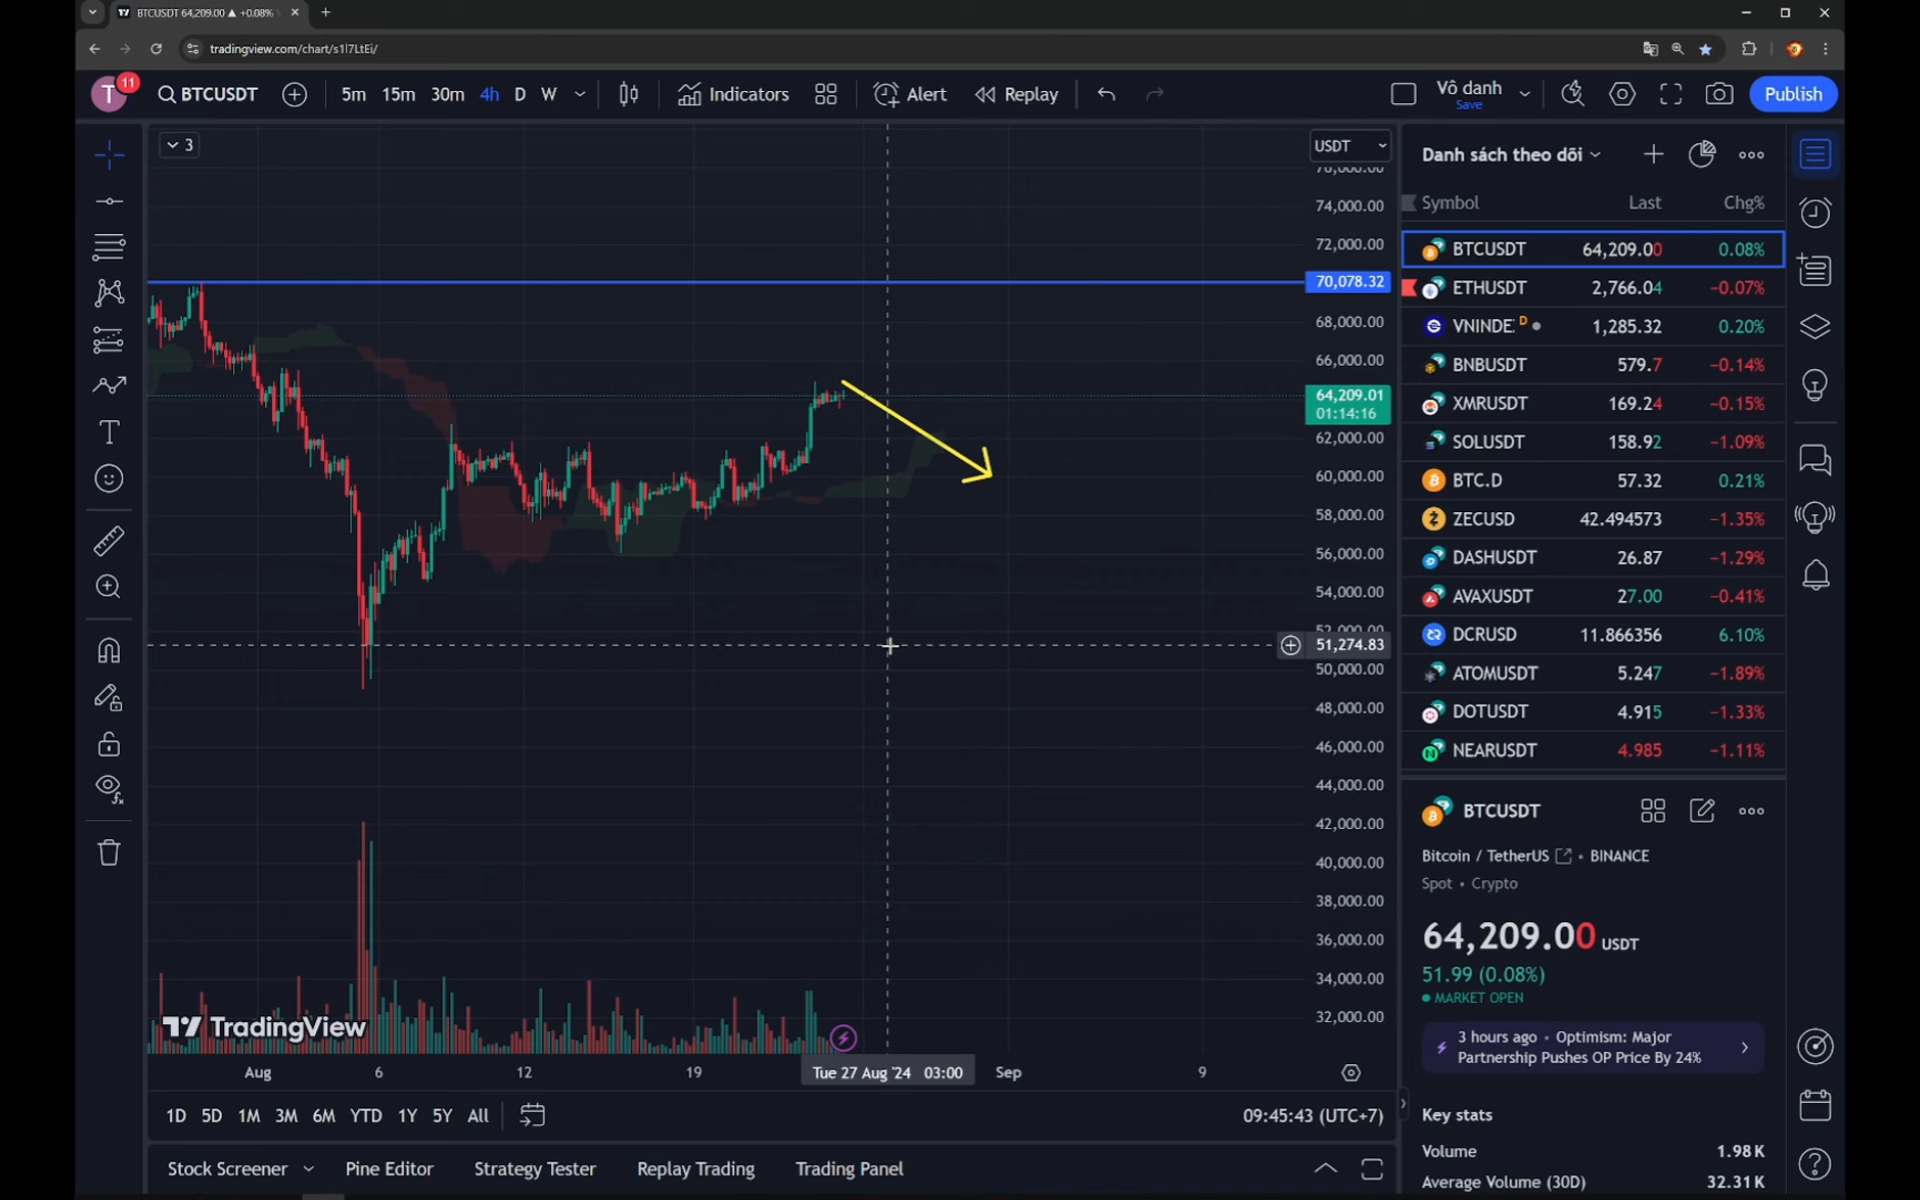 BTCUSDT 64,209.00 ▲ +0.08%
tradingview.com/chart/s1l7LtEi/
T 11 BTCUSDT 5m 15m 30m 4h D W Indicators Alert Replay Vô danh Save Publish
3
USDT
74,000.00
72,000.00
70,078.32
68,000.00
66,000.00
64,209.01
01:14:16
62,000.00
60,000.00
58,000.00
56,000.00
54,000.00
52,000.00
51,274.83
50,000.00
48,000.00
46,000.00
44,000.00
42,000.00
40,000.00
38,000.00
36,000.00
34,000.00
32,000.00
TradingView
Aug 6 12 19 Tue 27 Aug '24 03:00 Sep 9
1D 5D 1M 3M 6M YTD 1Y 5Y All 09:45:43 (UTC+7)
Stock Screener Pine Editor Strategy Tester Replay Trading Trading Panel
Danh sách theo dõi
Symbol Last Chg%
BTCUSDT 64,209.00 0.08%
ETHUSDT 2,766.04 −0.07%
VNINDE D 1,285.32 0.20%
BNBUSDT 579.7 −0.14%
XMRUSDT 169.24 −0.15%
SOLUSDT 158.92 −1.09%
BTC.D 57.32 0.21%
ZECUSD 42.494573 −1.35%
DASHUSDT 26.87 −1.29%
AVAXUSDT 27.00 −0.41%
DCRUSD 11.866356 6.10%
ATOMUSDT 5.247 −1.89%
DOTUSDT 4.915 −1.33%
NEARUSDT 4.985 −1.11%
BTCUSDT
Bitcoin / TetherUS • BINANCE
Spot • Crypto
64,209.00 USDT
51.99 (0.08%)
MARKET OPEN
3 hours ago • Optimism: Major
Partnership Pushes OP Price By 24%
Key stats
Volume 1.98K
Average Volume (30D) 32.31K